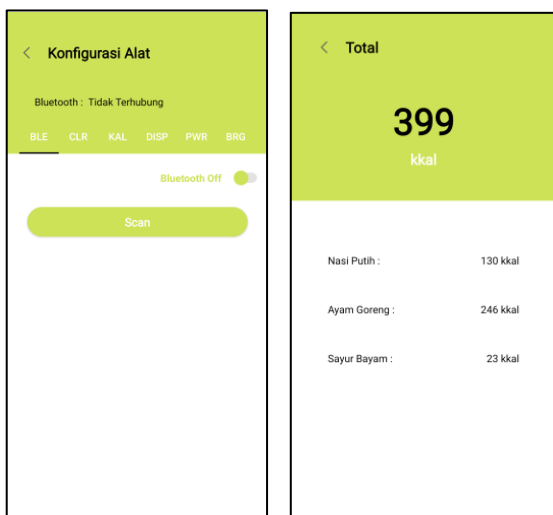 Konfigurasi Alat
Bluetooth : Tidak Terhubung
BLE CLR KAL DISP PWR BRG
Bluetooth Off
Scan
Total
399
kkal
Nasi Putih : 130 kkal
Ayam Goreng : 246 kkal
Sayur Bayam : 23 kkal